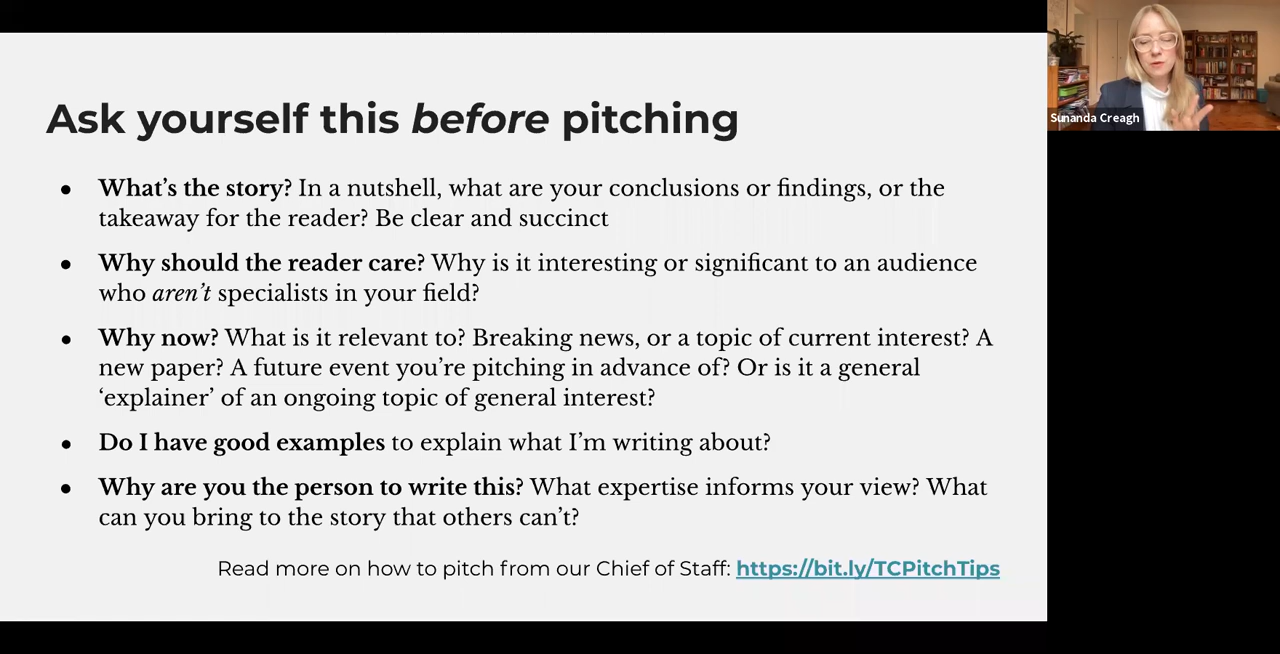 Ask yourself this before pitching
● What’s the story? In a nutshell, what are your conclusions or findings, or the
takeaway for the reader? Be clear and succinct
● Why should the reader care? Why is it interesting or significant to an audience
who aren’t specialists in your field?
● Why now? What is it relevant to? Breaking news, or a topic of current interest? A
new paper? A future event you’re pitching in advance of? Or is it a general
‘explainer’ of an ongoing topic of general interest?
● Do I have good examples to explain what I’m writing about?
● Why are you the person to write this? What expertise informs your view? What
can you bring to the story that others can’t?
Read more on how to pitch from our Chief of Staff: https://bit.ly/TCPitchTips
Sunanda Creagh